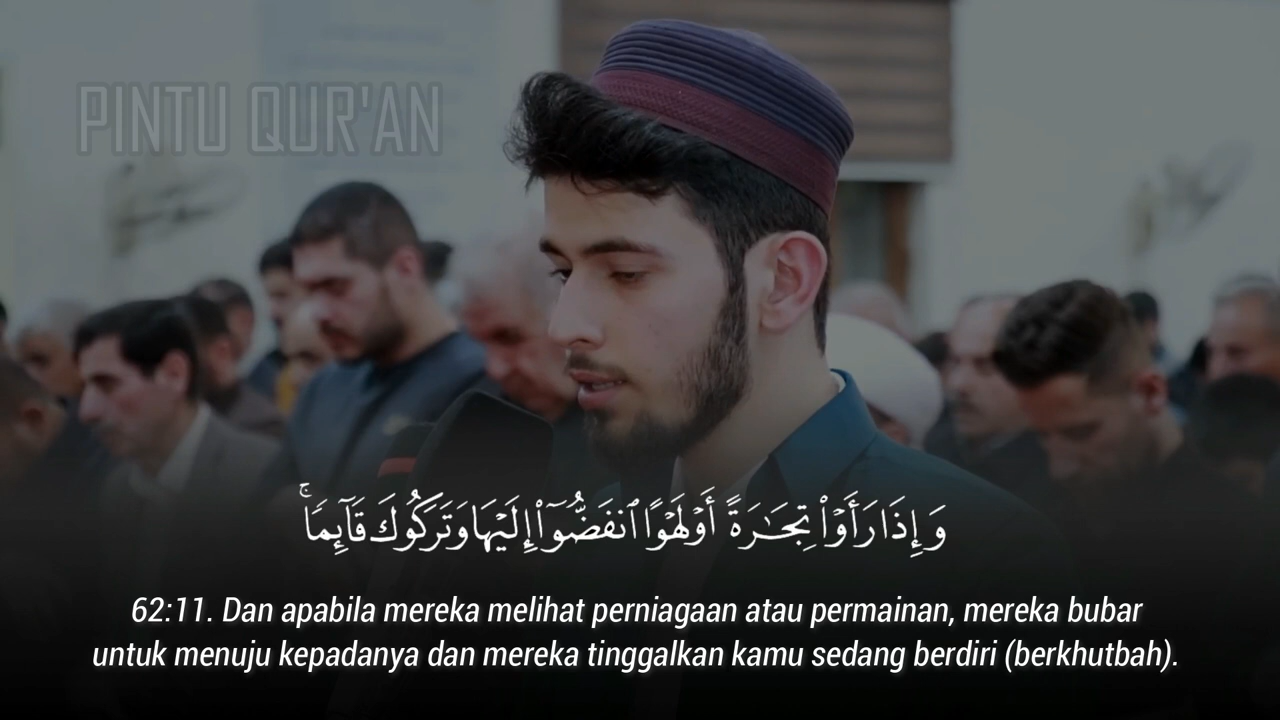 PINTU QUR'AN
وَإِذَا رَأَوْا۟ تِجَـٰرَةً أَوْ لَهْوًا ٱنفَضُّوٓا۟ إِلَيْهَا وَتَرَكُوكَ قَآئِمًا ۚ
62:11. Dan apabila mereka melihat perniagaan atau permainan, mereka bubar
untuk menuju kepadanya dan mereka tinggalkan kamu sedang berdiri (berkhutbah).